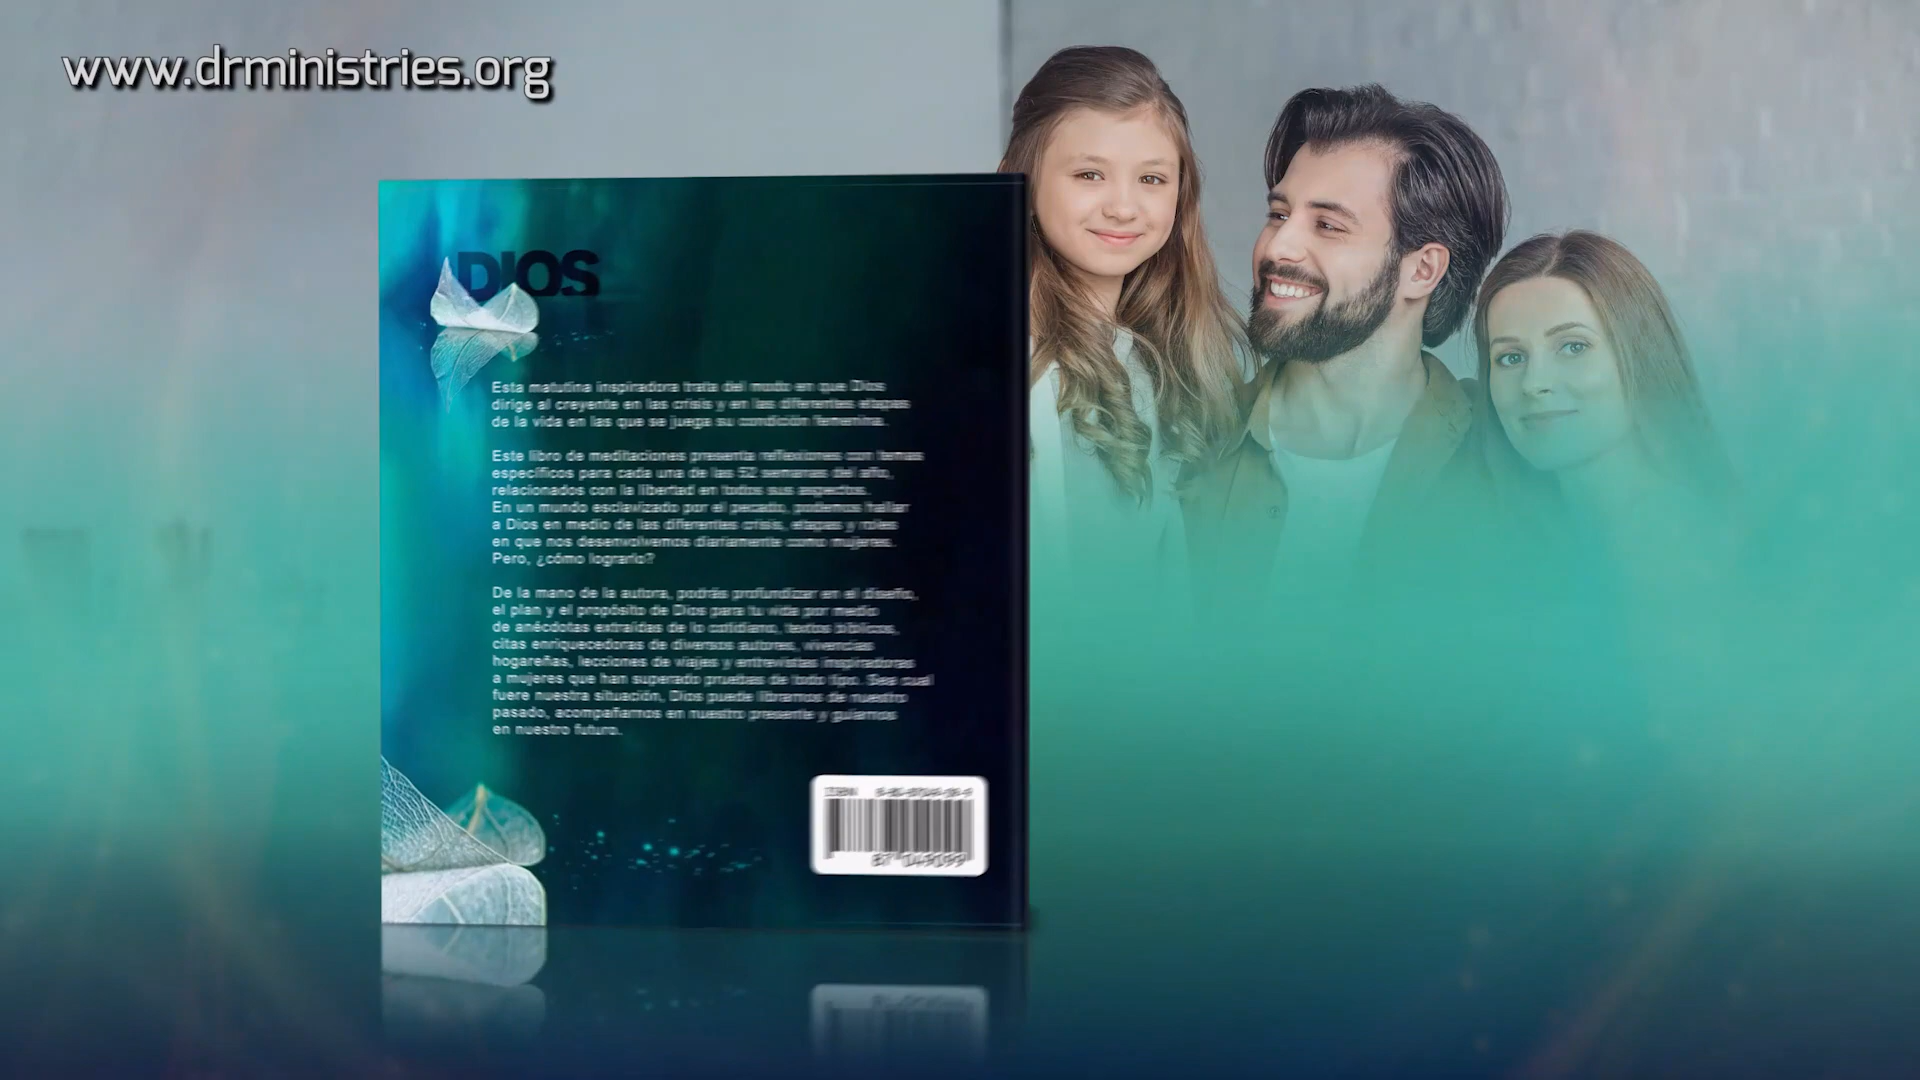 www.drministries.org
DIOS
Esta matutina inspiradora trata del modo en que Dios
dirige al creyente en las crisis y en las diferentes etapas
de la vida en las que se juega su condición femenina.
Este libro de meditaciones presenta reflexiones con temas
específicos para cada una de las 52 semanas del año,
relacionados con la libertad en todos sus aspectos.
En un mundo esclavizado por el pecado, podemos hallar
a Dios en medio de las diferentes crisis, etapas y roles
en que nos desenvolvemos diariamente como mujeres.
Pero, ¿cómo lograrlo?
De la mano de la autora, podrás profundizar en el diseño,
el plan y el propósito de Dios para tu vida por medio
de anécdotas extraídas de lo cotidiano, textos bíblicos,
citas enriquecedoras de diversos autores, vivencias
hogareñas, lecciones de viajes y entrevistas inspiradoras
a mujeres que han superado pruebas de todo tipo. Sea cual
fuere nuestra situación, Dios puede librarnos de nuestro
pasado, acompañarnos en nuestro presente y guiarnos
en nuestro futuro.
ISBN